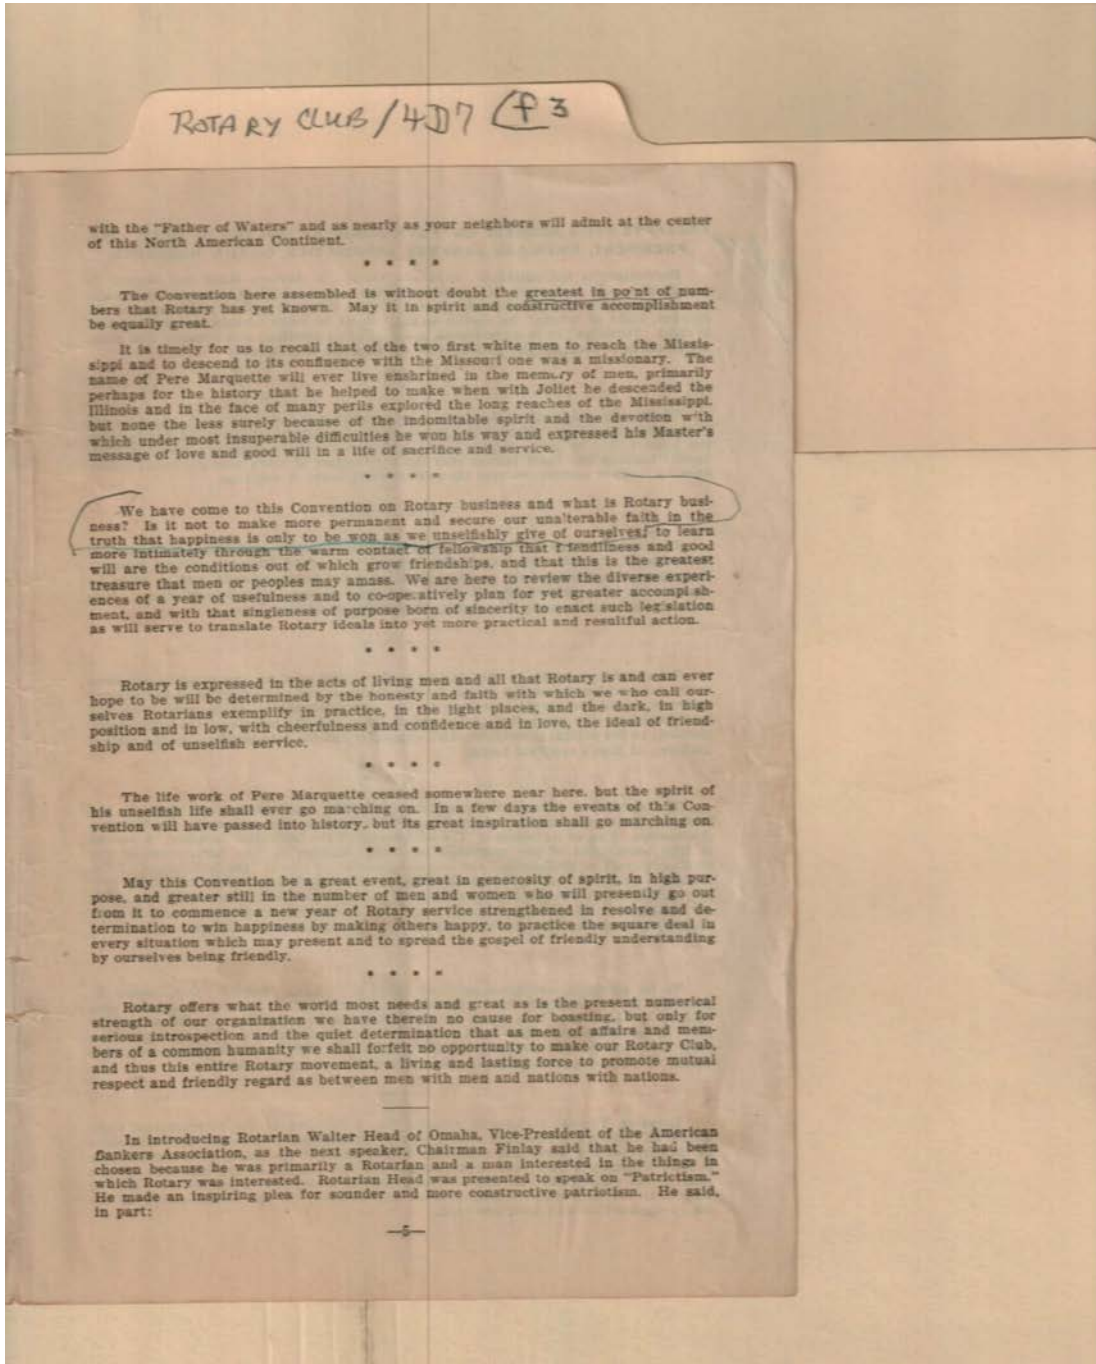 ROTARY CLUB/4D7 f 3
with the "Father of Waters" and as nearly as your neighbors will admit at the center
of this North American Continent.
* * * *
The Convention here assembled is without doubt the greatest in point of num-
bers that Rotary has yet known. May it in spirit and constructive accomplishment
be equally great.
It is timely for us to recall that of the two first white men to reach the Missis-
sippi and to descend to its confluence with the Missouri one was a missionary. The
name of Pere Marquette will ever live enshrined in the memory of men, primarily
perhaps for the history that he helped to make when with Joliet he descended the
Illinois and in the face of many perils explored the long reaches of the Mississippi,
but none the less surely because of the indomitable spirit and the devotion with
which under most insuperable difficulties he won his way and expressed his Master's
message of love and good will in a life of sacrifice and service.
* * * *
We have come to this Convention on Rotary business and what is Rotary busi-
ness? Is it not to make more permanent and secure our unalterable faith in the
truth that happiness is only to be won as we unselfishly give of ourselves; to learn
more intimately through the warm contact of fellowship that friendliness and good
will are the conditions out of which grow friendships, and that this is the greatest
treasure that men or peoples may amass. We are here to review the diverse experi-
ences of a year of usefulness and to co-operatively plan for yet greater accomplish-
ment, and with that singleness of purpose born of sincerity to enact such legislation
as will serve to translate Rotary ideals into yet more practical and resultful action.
* * * *
Rotary is expressed in the acts of living men and all that Rotary is and can ever
hope to be will be determined by the honesty and faith with which we who call our-
selves Rotarians exemplify in practice, in the light places, and the dark, in high
position and in low, with cheerfulness and confidence and in love, the ideal of friend-
ship and of unselfish service.
* * * *
The life work of Pere Marquette ceased somewhere near here, but the spirit of
his unselfish life shall ever go marching on. In a few days the events of this Con-
vention will have passed into history, but its great inspiration shall go marching on.
* * * *
May this Convention be a great event, great in generosity of spirit, in high pur-
pose, and greater still in the number of men and women who will presently go out
from it to commence a new year of Rotary service strengthened in resolve and de-
termination to win happiness by making others happy, to practice the square deal in
every situation which may present and to spread the gospel of friendly understanding
by ourselves being friendly.
* * * *
Rotary offers what the world most needs and great as is the present numerical
strength of our organization we have therein no cause for boasting, but only for
serious introspection and the quiet determination that as men of affairs and mem-
bers of a common humanity we shall forfeit no opportunity to make our Rotary Club,
and thus this entire Rotary movement, a living and lasting force to promote mutual
respect and friendly regard as between men with men and nations with nations.
In introducing Rotarian Walter Head of Omaha, Vice-President of the American
Bankers Association, as the next speaker, Chairman Finlay said that he had been
chosen because he was primarily a Rotarian and a man interested in the things in
which Rotary was interested. Rotarian Head was presented to speak on "Patrictism."
He made an inspiring plea for sounder and more constructive patriotism. He said,
in part:
—5—